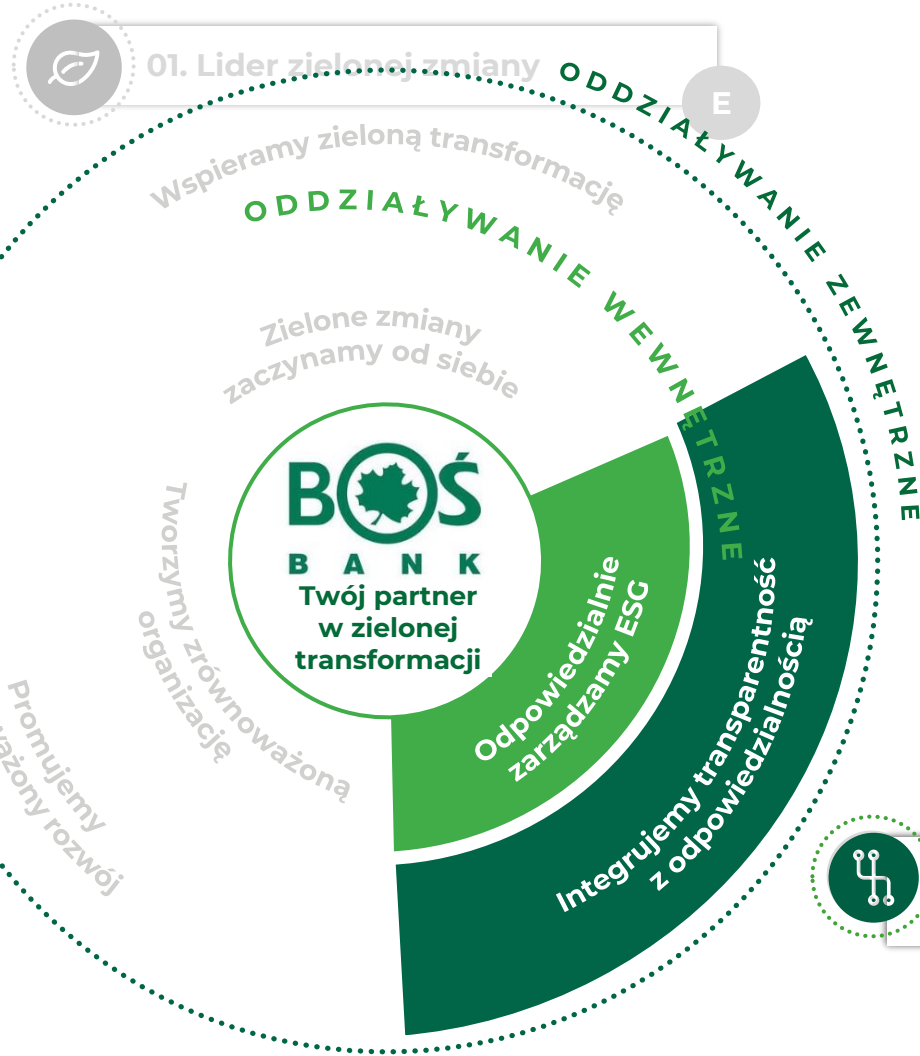 01. Lider zielonej zmiany
E
ODDZIAŁYWANIE ZEWNĘTRZNE
Wspieramy zieloną transformację
ODDZIAŁYWANIE WEWNĘTRZNE
Zielone zmiany
zaczynamy od siebie
BOŚ
BANK
Twój partner
w zielonej
transformacji
Odpowiedzialnie
zarządzamy ESG
Integrujemy transparentność
z odpowiedzialnością
Tworzymy zrównoważoną
organizację
Promujemy
rozwój